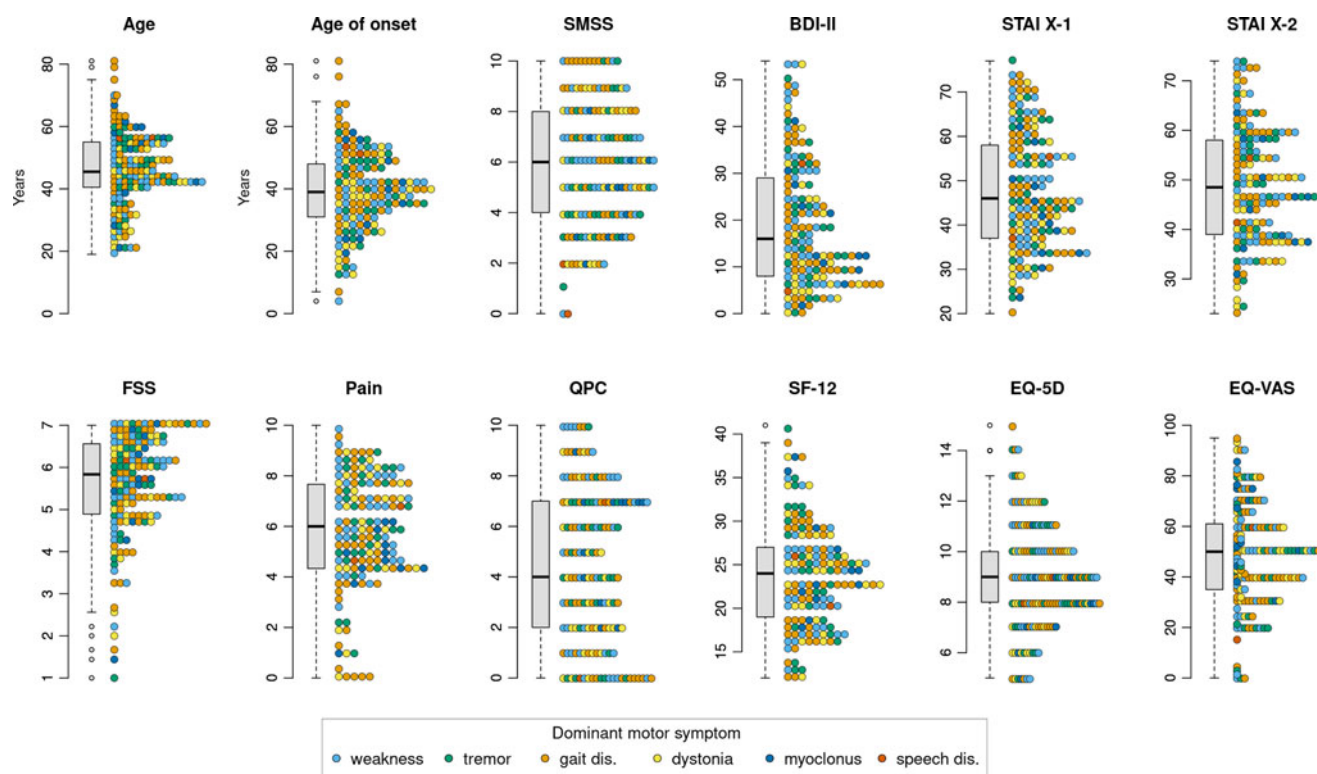 Age Age of onset SMSS BDI-II STAI X-1 STAI X-2
Years
0 20 40 60 80
Years
0 20 40 60 80
0 2 4 6 8 10
0 10 20 30 40 50
20 30 40 50 60 70
30 40 50 60 70
FSS Pain QPC SF-12 EQ-5D EQ-VAS
1 2 3 4 5 6 7
0 2 4 6 8 10
0 2 4 6 8 10
15 20 25 30 35 40
6 8 10 12 14
0 20 40 60 80 100
Dominant motor symptom
weakness tremor gait dis. dystonia myoclonus speech dis.